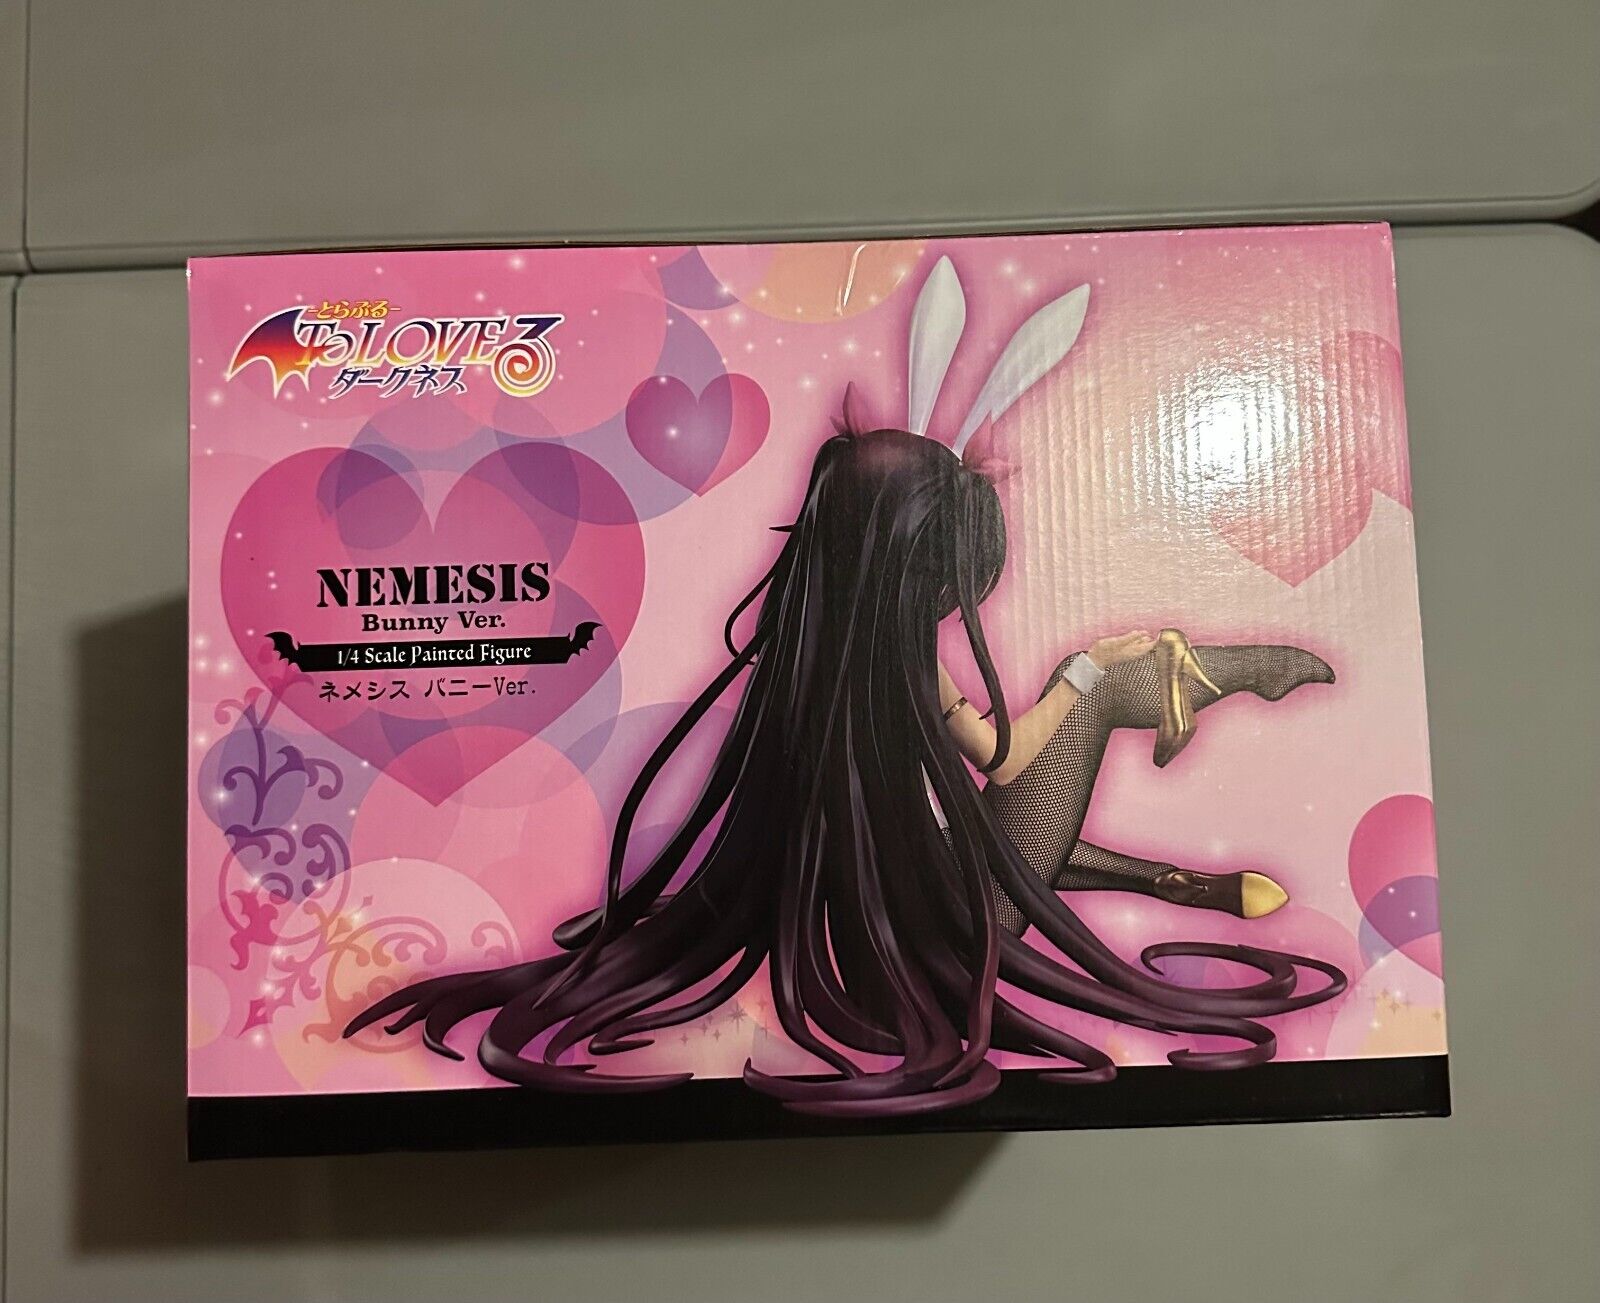 -とらぶる-
To LOVEる
ダークネス
NEMESIS
Bunny Ver.
1/4 Scale Painted Figure
ネメシス バニーVer.